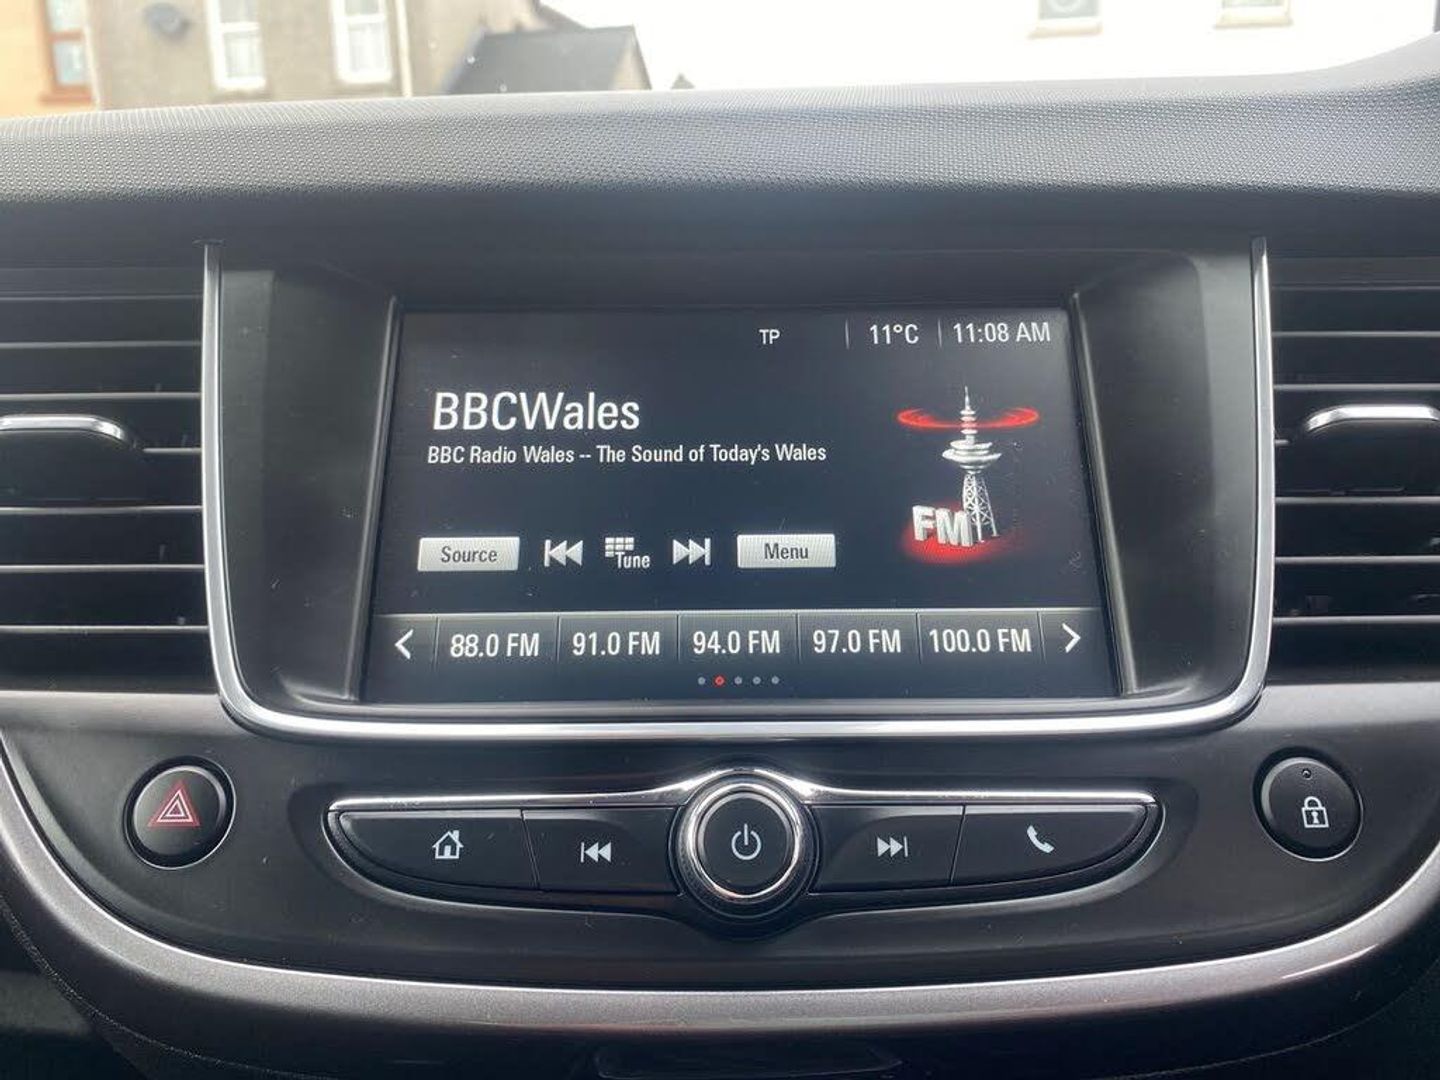 TP 11°C 11:08 AM
BBCWales
BBC Radio Wales -- The Sound of Today's Wales
FM
Source Tune Menu
88.0 FM 91.0 FM 94.0 FM 97.0 FM 100.0 FM